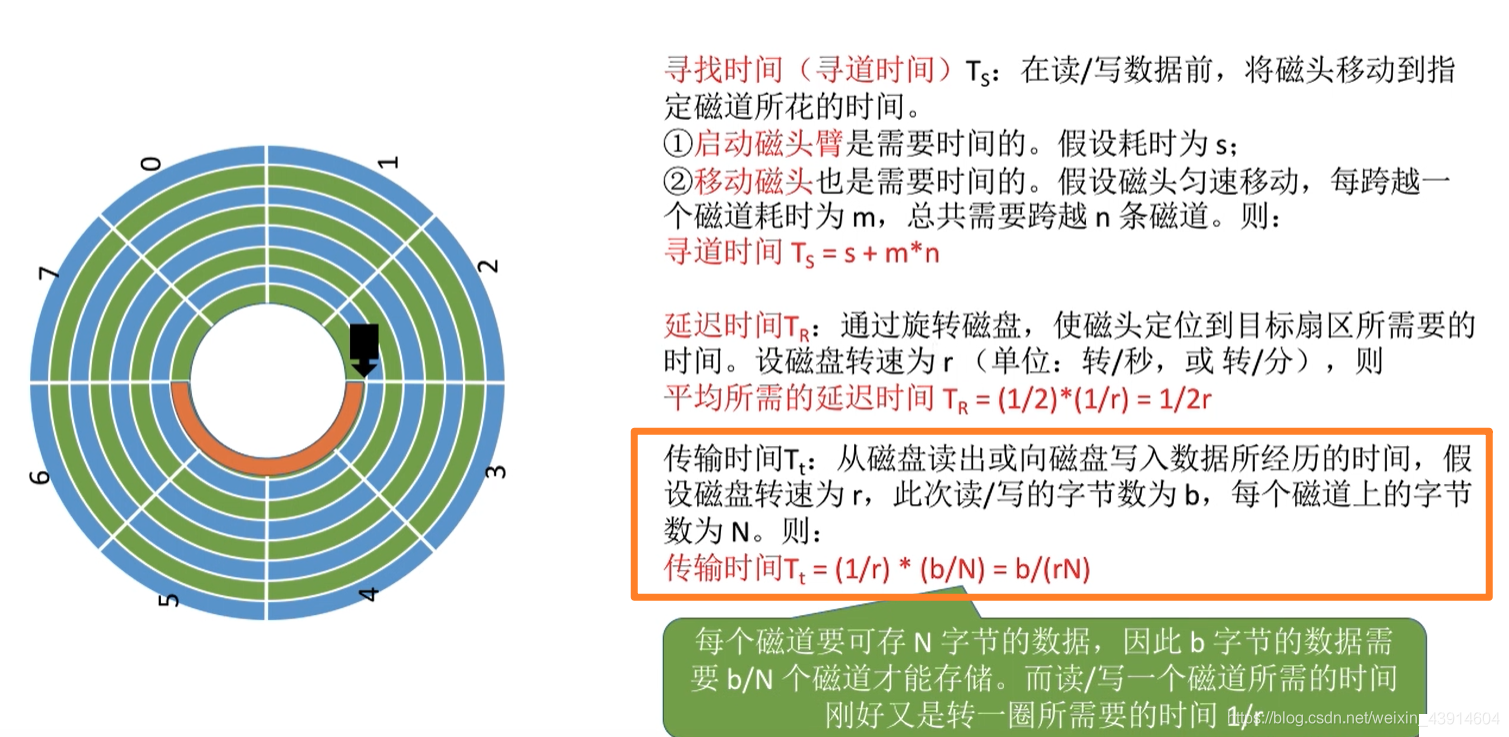 寻找时间（寻道时间）TS：在读/写数据前，将磁头移动到指
定磁道所花的时间。
①启动磁头臂是需要时间的。假设耗时为 s；
②移动磁头也是需要时间的。假设磁头匀速移动，每跨越一
个磁道耗时为 m，总共需要跨越 n 条磁道。则：
寻道时间 TS = s + m*n
延迟时间TR：通过旋转磁盘，使磁头定位到目标扇区所需要的
时间。设磁盘转速为 r （单位：转/秒，或 转/分），则
平均所需的延迟时间 TR = (1/2)*(1/r) = 1/2r
传输时间Tt：从磁盘读出或向磁盘写入数据所经历的时间，假
设磁盘转速为 r，此次读/写的字节数为 b，每个磁道上的字节
数为 N。则：
传输时间Tt = (1/r) * (b/N) = b/(rN)
每个磁道要可存 N 字节的数据，因此 b 字节的数据需
要 b/N 个磁道才能存储。而读/写一个磁道所需的时间
刚好又是转一圈所需要的时间 1/r
https://blog.csdn.net/weixin_43914604
0
1
2
3
4
5
6
7